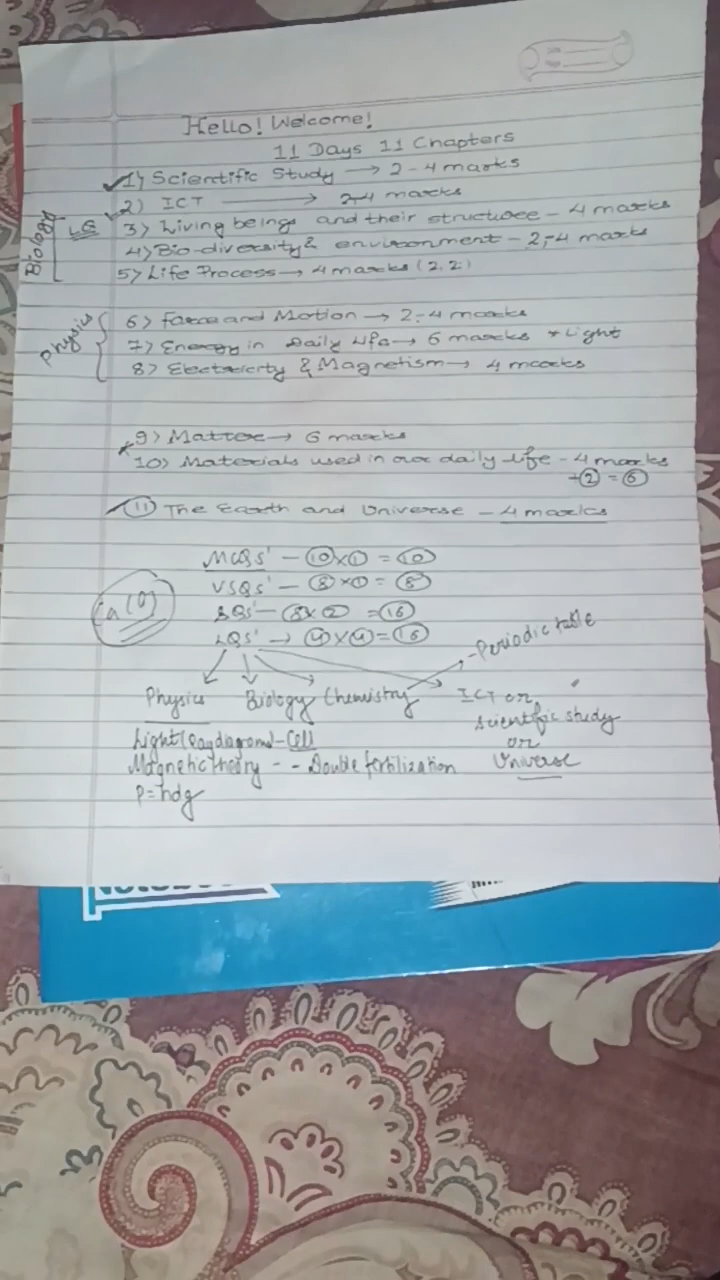 Hello! Welcome!
11 Days 11 Chapters
1) Scientific Study → 2-4 marks
2) ICT → 2-4 marks
3) Living beings and their structure - 4 marks
4) Bio-diversity & environment - 2,-4 marks
5) Life Process → 4 marks (2,2)
Biology
6) Force and Motion → 2-4 marks
7) Energy in Daily life → 6 marks + Light
8) Electricity & Magnetism → 4 marks
Physics
9) Matter → 6 marks
10) Materials used in our daily life - 4 marks
+2 = 6
11) The Earth and Universe - 4 marks
MCQS' - 10 x 1 = 10
VSQS' - 8 x 1 = 8
SQS' - 8 x 2 = 16
LQS' → 4 x 4 = 16
- Periodic table
Physics Biology Chemistry ICT or
scientific study
or
Universe
Light (Ray diagram) - Cell
Magnetic theory - - Double fertilization
P=hdg